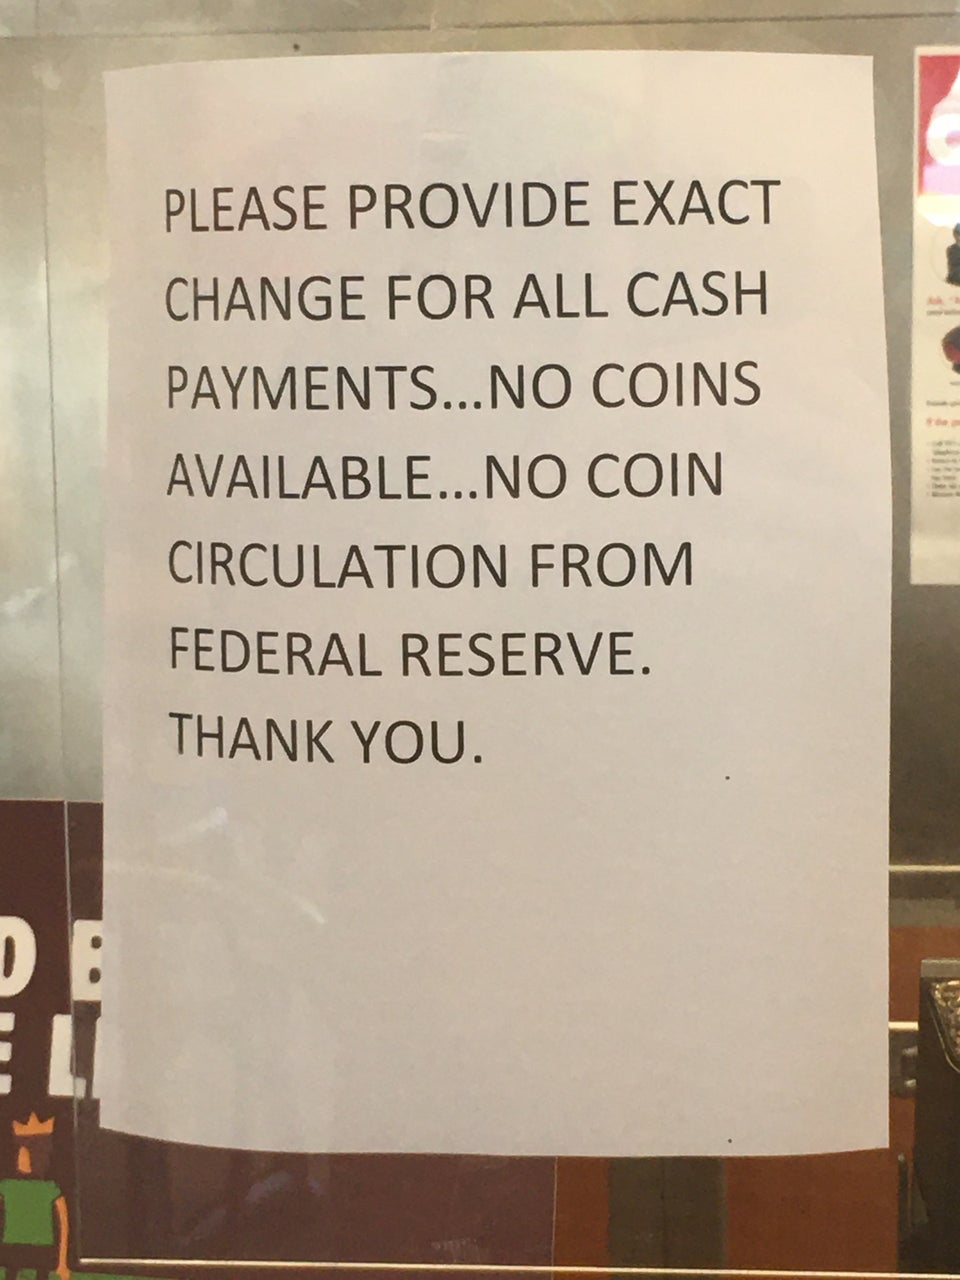 PLEASE PROVIDE EXACT
CHANGE FOR ALL CASH
PAYMENTS...NO COINS
AVAILABLE...NO COIN
CIRCULATION FROM
FEDERAL RESERVE.
THANK YOU.